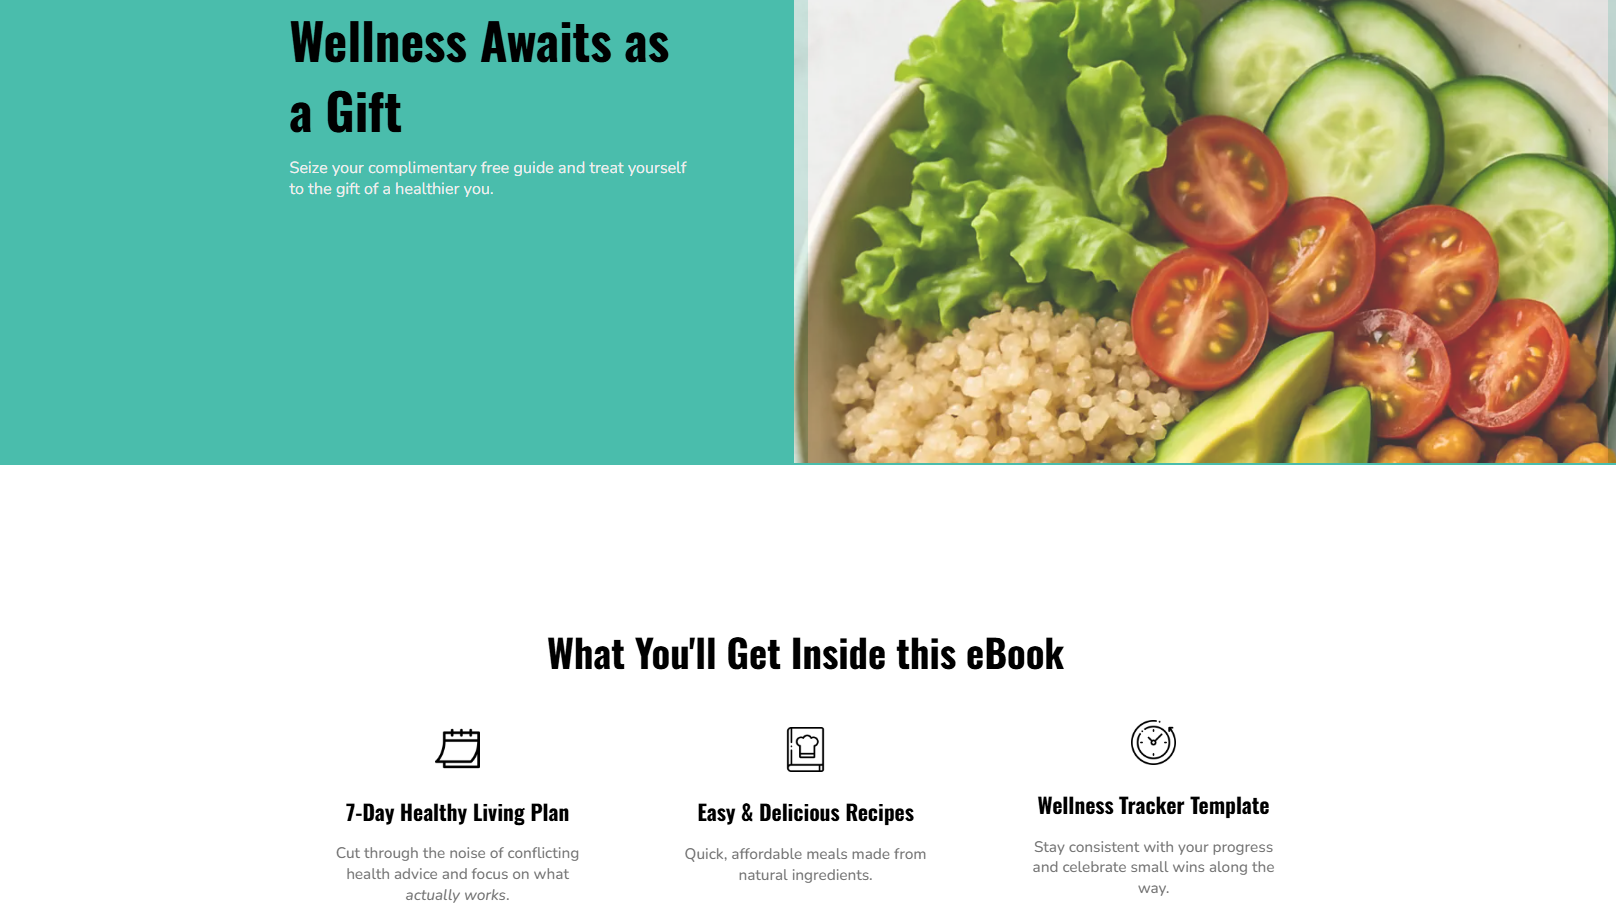 Wellness Awaits as
a Gift
Seize your complimentary free guide and treat yourself
to the gift of a healthier you.
What You'll Get Inside this eBook
7-Day Healthy Living Plan
Cut through the noise of conflicting
health advice and focus on what
actually works.
Easy & Delicious Recipes
Quick, affordable meals made from
natural ingredients.
Wellness Tracker Template
Stay consistent with your progress
and celebrate small wins along the
way.